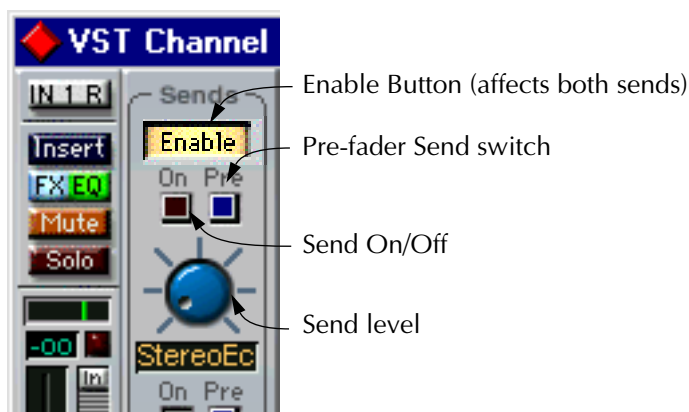 VST Channel
IN 1 R
Sends
Enable Button (affects both sends)
Insert
Enable
Pre-fader Send switch
FX EQ
On Pre
Mute
Solo
Send On/Off
Send level
-oo
StereoEc
In
On Pre